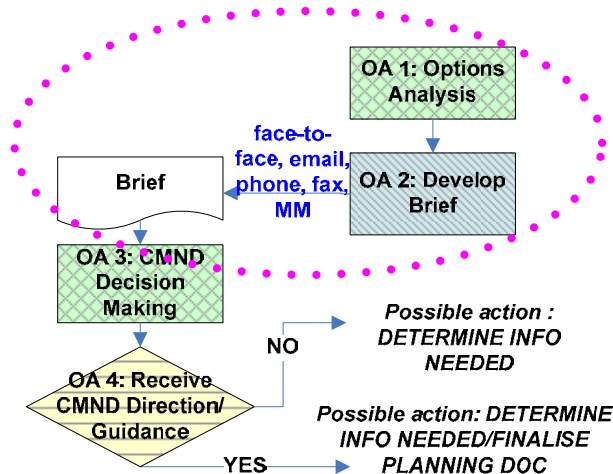 OA 1: Options
Analysis
face-to-
face, email,
phone, fax,
MM
Brief
OA 2: Develop
Brief
OA 3: CMND
Decision
Making
Possible action :
DETERMINE INFO
NEEDED
NO
OA 4: Receive
CMND Direction/
Guidance
Possible action: DETERMINE
INFO NEEDED/FINALISE
PLANNING DOC
YES